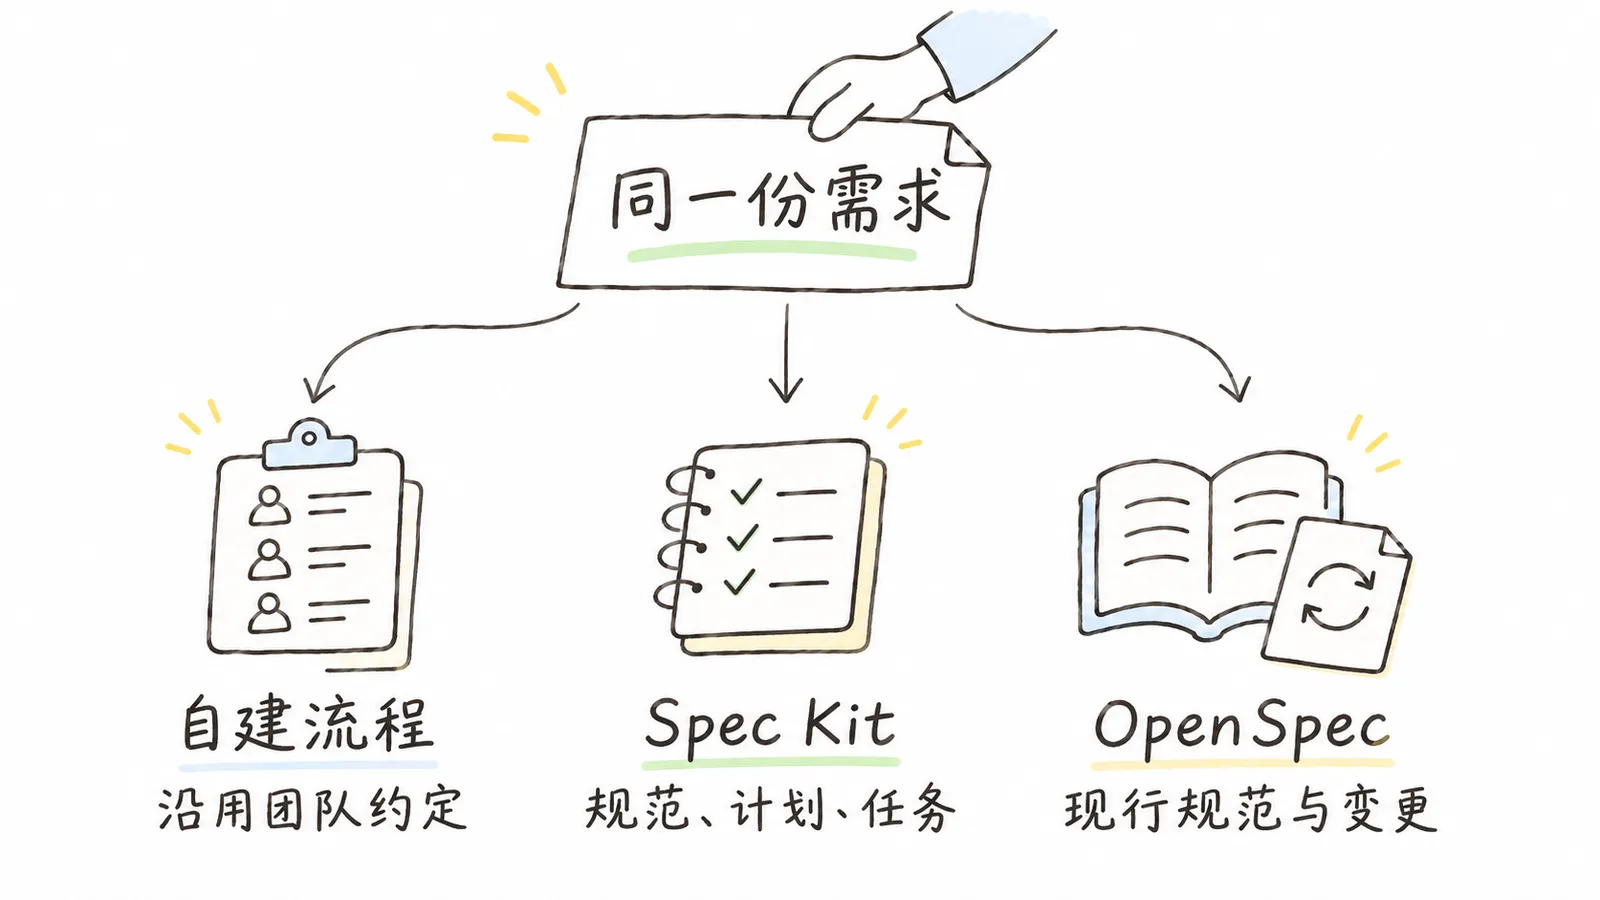 同一份需求
自建流程
沿用团队约定
Spec Kit
规范、计划、任务
OpenSpec
现行规范与变更